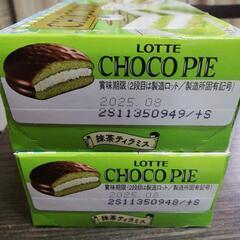 LOTTE
CHOCO PIE
賞味期限(2段目は製造ロット/製造所固有記号)
2025.08
2S11350949/+S
抹茶ティラミス
LOTTE
CHOCO PIE
賞味期限(2段目は製造ロット/製造所固有記号)
2025.08
2S11350948/+S
抹茶ティラミス